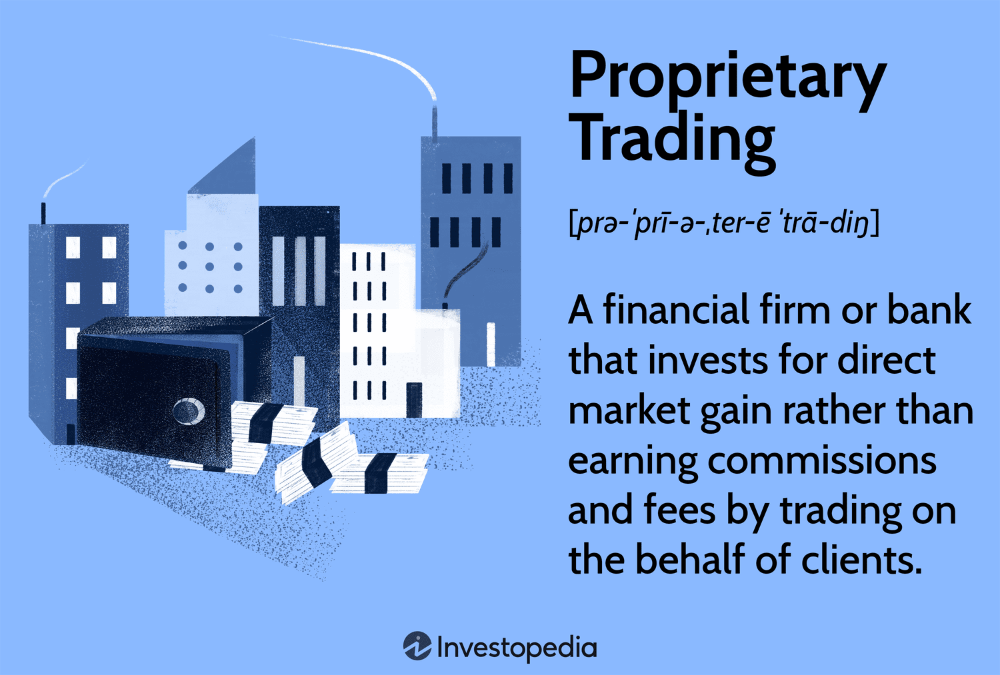 Proprietary
Trading
[prə-ˈprī-ə-ˌter-ē ˈtrā-diŋ]
A financial firm or bank
that invests for direct
market gain rather than
earning commissions
and fees by trading on
the behalf of clients.
Investopedia